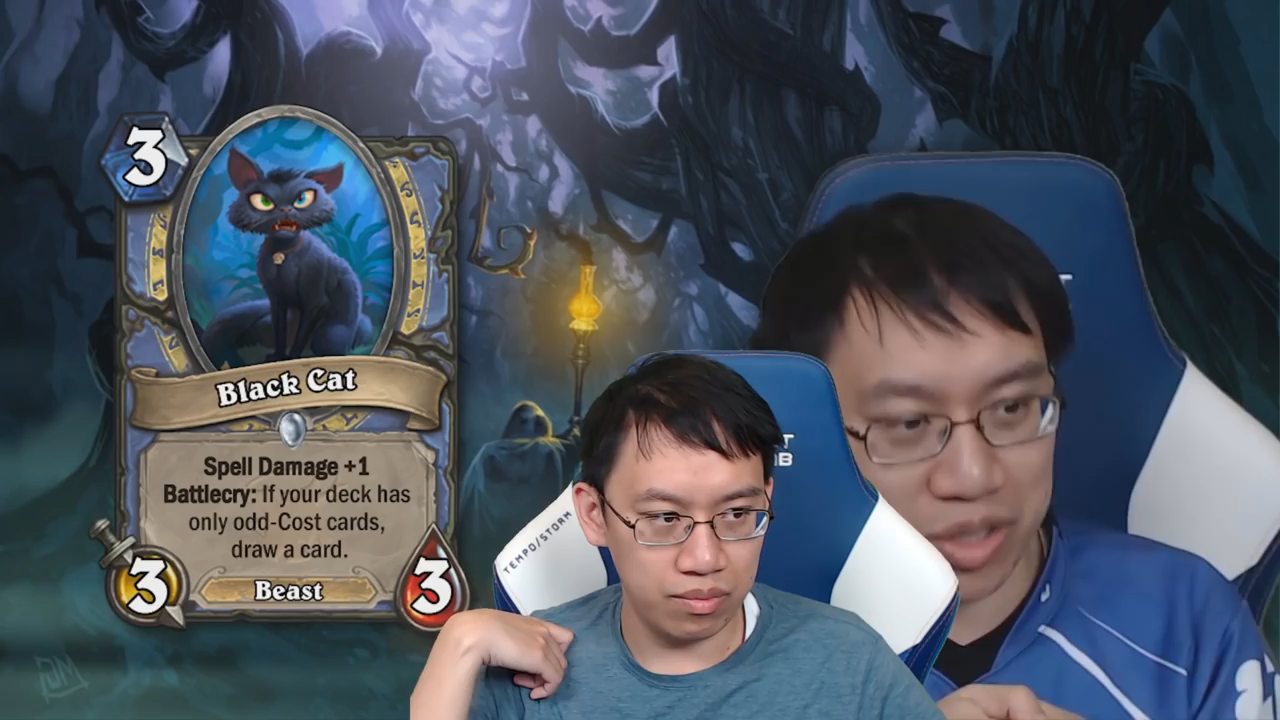 3
Black Cat
Spell Damage +1
Battlecry: If your deck has
only odd-Cost cards,
draw a card.
3
Beast
3
TEMPO/STORM